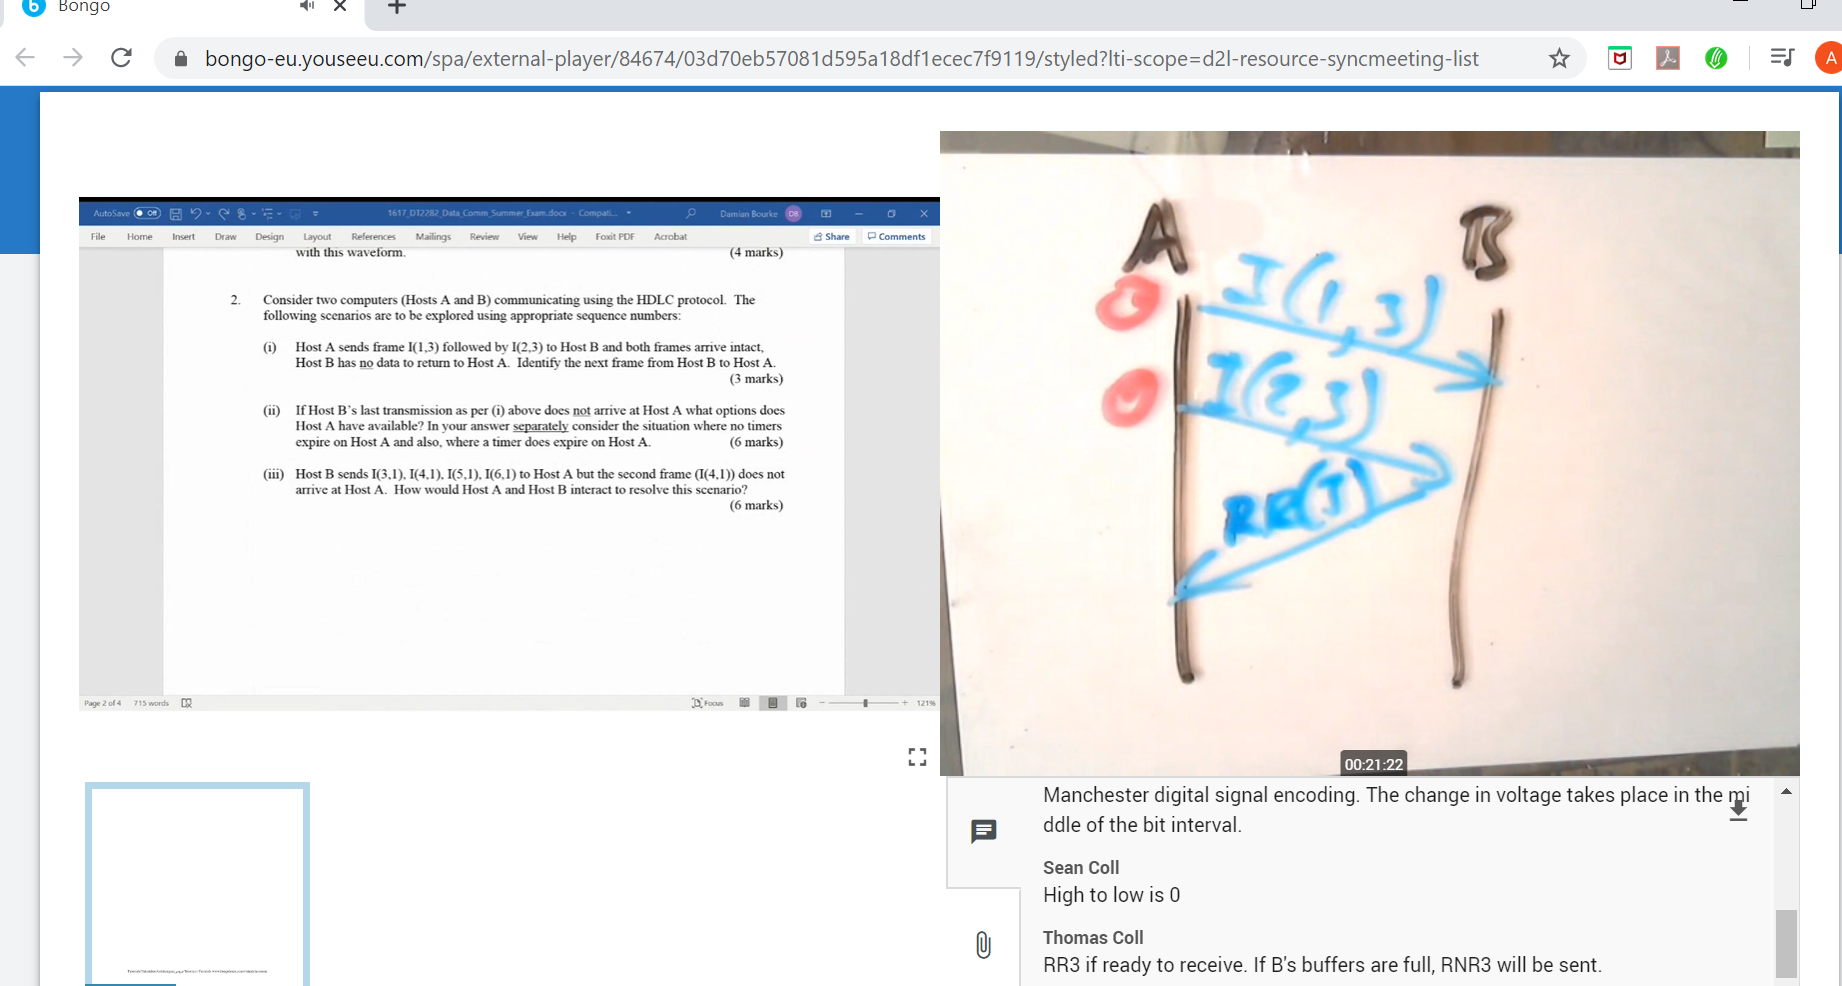 Bongo
bongo-eu.youseeu.com/spa/external-player/84674/03d70eb57081d595a18df1ecec7f9119/styled?lti-scope=d2l-resource-syncmeeting-list
A
AutoSave Off
1617_DT2282_Data_Comm_Summer_Exam.docx - Compati...
Damian Bourke DB
File Home Insert Draw Design Layout References Mailings Review View Help Foxit PDF Acrobat
Share Comments
with this waveform. (4 marks)
2. Consider two computers (Hosts A and B) communicating using the HDLC protocol. The
following scenarios are to be explored using appropriate sequence numbers:
(i) Host A sends frame I(1,3) followed by I(2,3) to Host B and both frames arrive intact,
Host B has no data to return to Host A. Identify the next frame from Host B to Host A.
(3 marks)
(ii) If Host B's last transmission as per (i) above does not arrive at Host A what options does
Host A have available? In your answer separately consider the situation where no timers
expire on Host A and also, where a timer does expire on Host A. (6 marks)
(iii) Host B sends I(3,1), I(4,1), I(5,1), I(6,1) to Host A but the second frame (I(4,1)) does not
arrive at Host A. How would Host A and Host B interact to resolve this scenario?
(6 marks)
Page 2 of 4 715 words
Focus
121%
A B
I(1,3)
I(2,3)
RR(3)
00:21:22
Manchester digital signal encoding. The change in voltage takes place in the mi
ddle of the bit interval.
Sean Coll
High to low is 0
Thomas Coll
RR3 if ready to receive. If B's buffers are full, RNR3 will be sent.